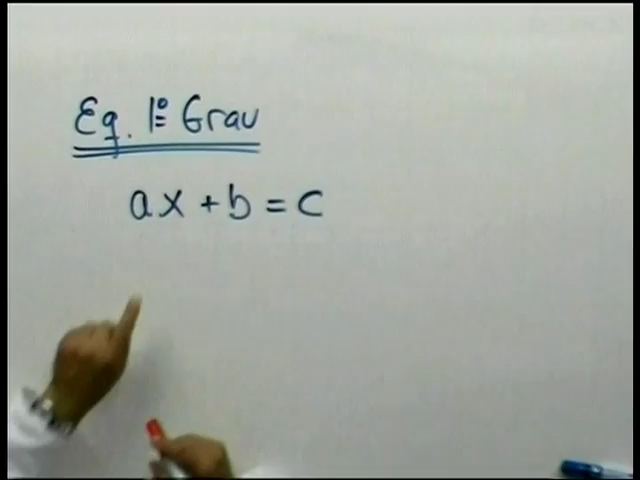 Eq. 1º Grau
ax + b = c